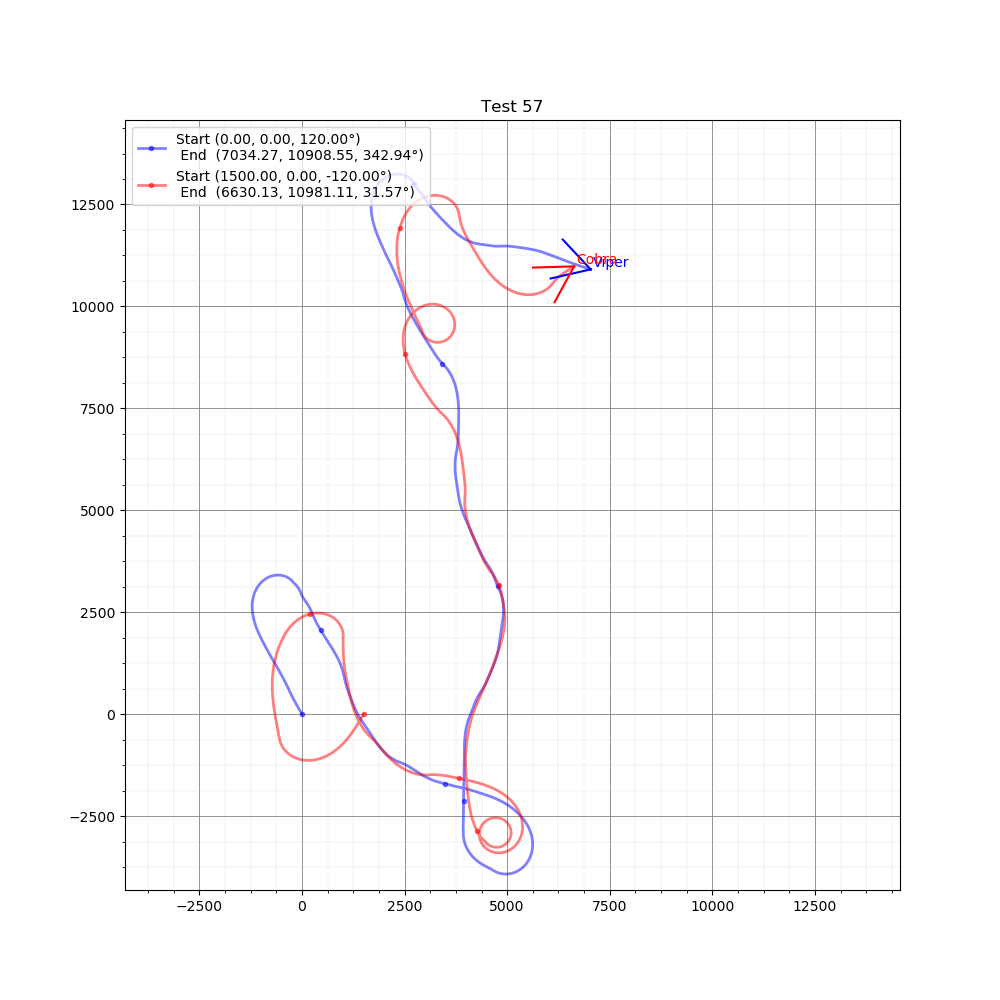 Test 57
Start (0.00, 0.00, 120.00°)
End (7034.27, 10908.55, 342.94°)
Start (1500.00, 0.00, -120.00°)
End (6630.13, 10981.11, 31.57°)
12500
Cobra
Viper
10000
7500
5000
2500
0
−2500
−2500
0
2500
5000
7500
10000
12500